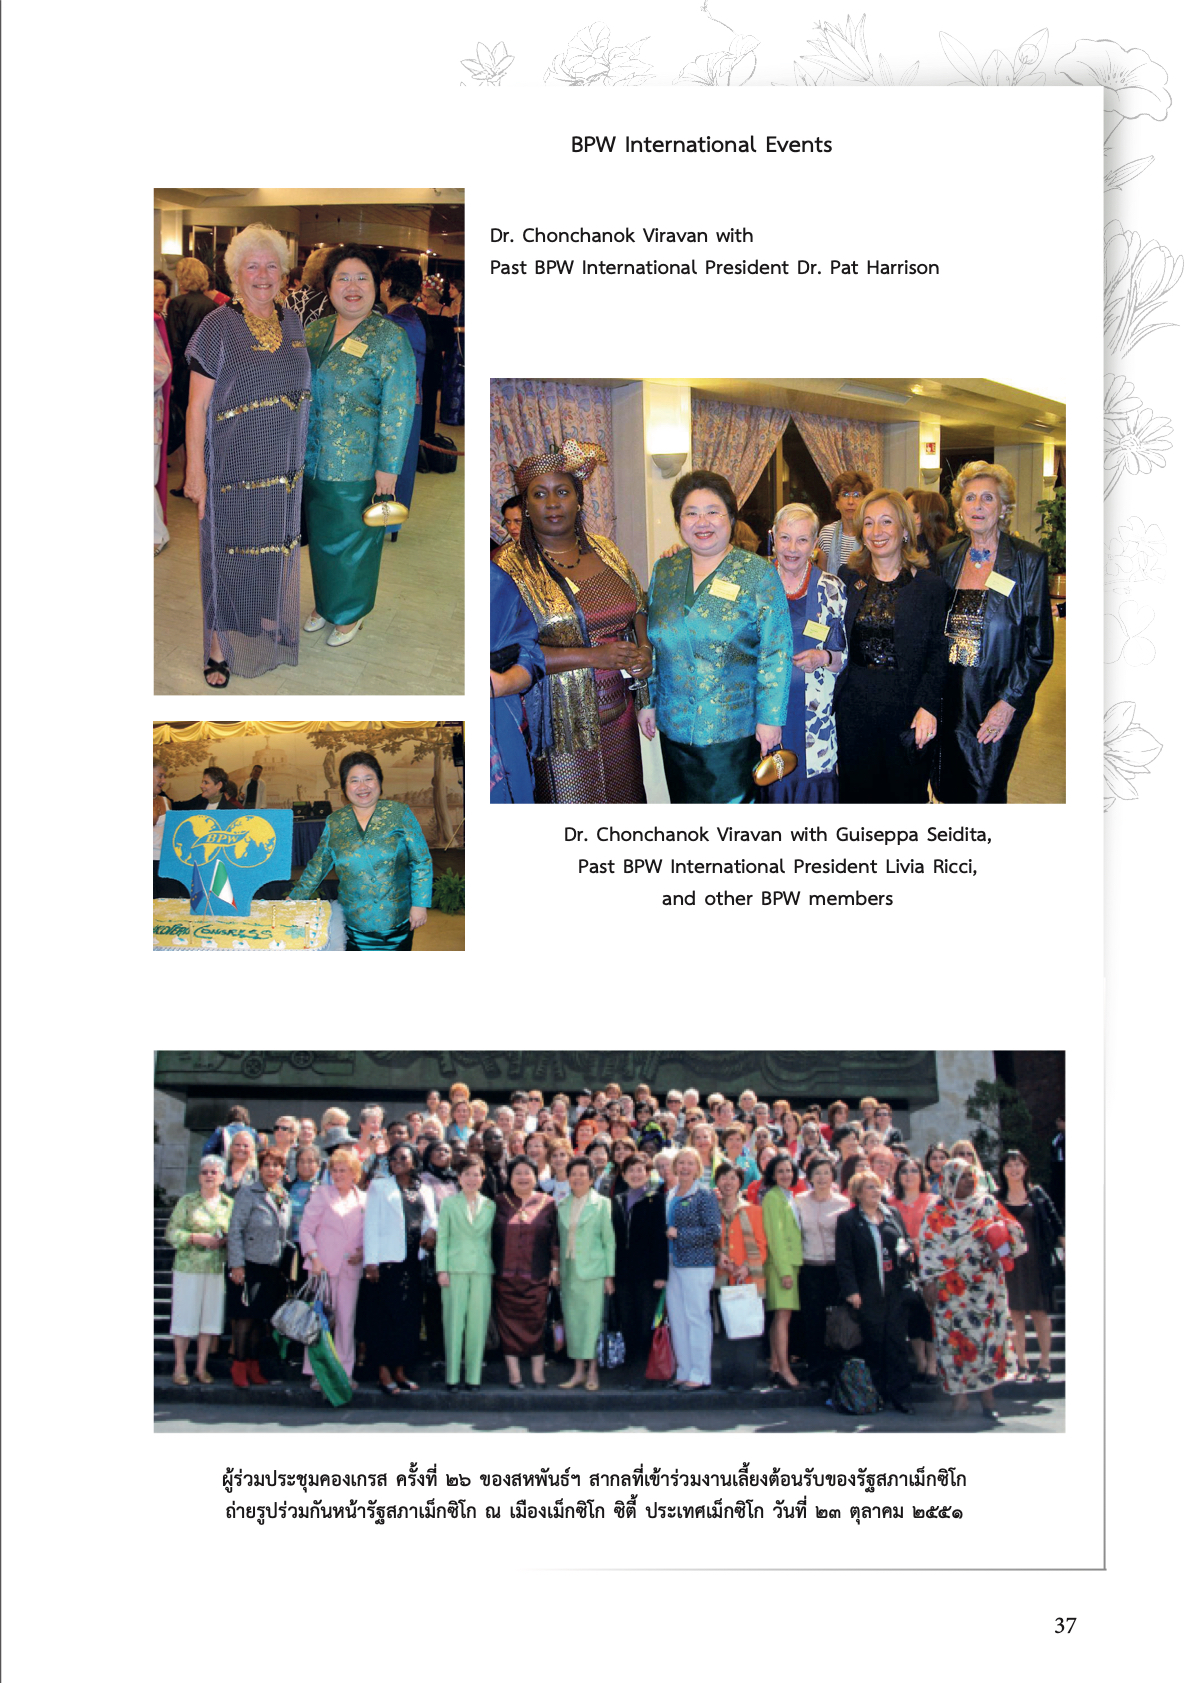 BPW International Events
Dr. Chonchanok Viravan with
Past BPW International President Dr. Pat Harrison
Dr. Chonchanok Viravan with Guiseppa Seidita,
Past BPW International President Livia Ricci,
and other BPW members
BPW
CONGRESS
ผู้ร่วมประชุมคองเกรส ครั้งที่ ๒๖ ของสหพันธ์ฯ สากลที่เข้าร่วมงานเลี้ยงต้อนรับของรัฐสภาเม็กซิโก
ถ่ายรูปร่วมกันหน้ารัฐสภาเม็กซิโก ณ เมืองเม็กซิโก ซิตี้ ประเทศเม็กซิโก วันที่ ๒๓ ตุลาคม ๒๕๕๑
37